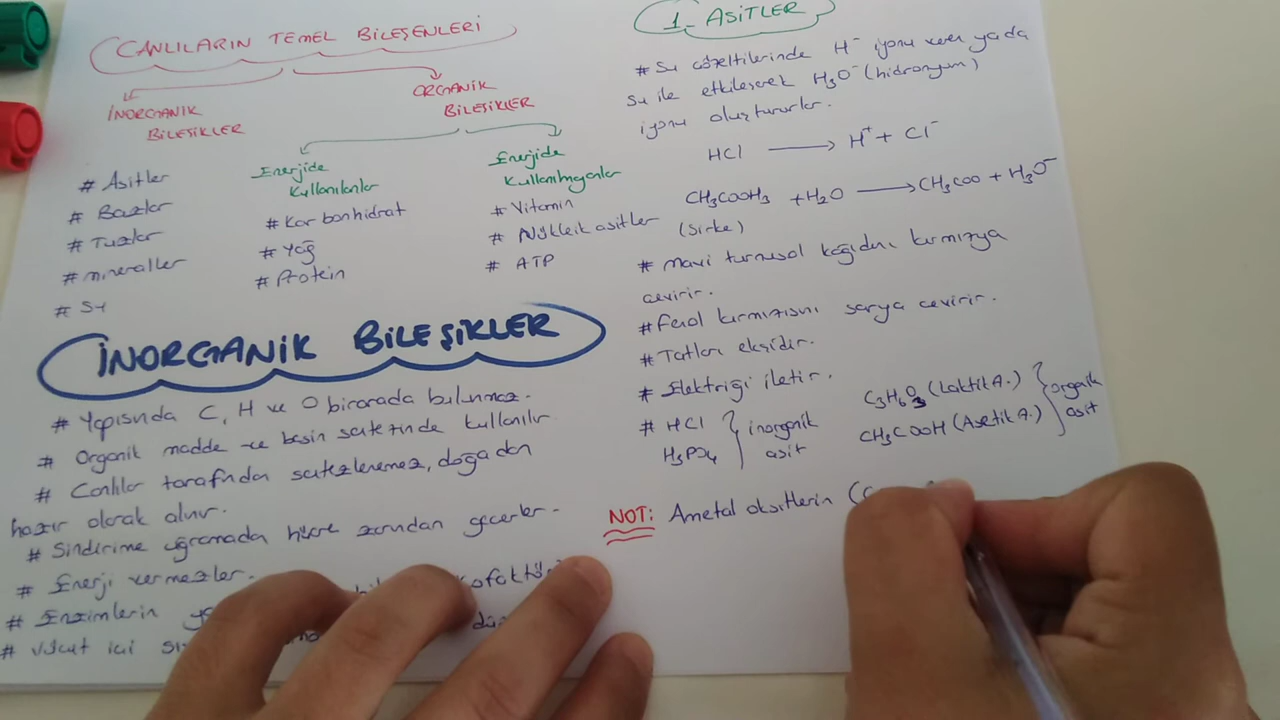 CANLILARIN TEMEL BİLEŞENLERİ
İNORGANİK
BİLEŞİKLER
ORGANİK
BİLEŞİKLER
# Asitler
# Bazlar
# Tuzlar
# mineraller
# Su
Enerjide
Kullanılanlar
# Karbonhidrat
# Yağ
# Protein
Enerjide
Kullanılmayanlar
# Vitamin
# Nükleik asitler
# ATP
İNORGANİK BİLEŞİKLER
# Yapısında C, H ve O birarada bulunmaz.
# Organik madde ve besin sentezinde kullanılır
# Canlılar tarafından sentezlenemez, doğadan
hazır olarak alınır.
# Sindirime uğramadan hücre zarından geçerler.
# Enerji vermezler.
# Enzimlerin
# Vücut içi
1- ASİTLER
# Su çözeltilerinde H⁻ iyonu veren ya da
su ile etkileşerek H₃O⁻ (hidronyum)
iyonu oluştururlar.
HCl ⟶ H⁺ + Cl⁻
CH₃COOH₃ + H₂O ⟶ CH₃COO + H₃O⁻
(Sirke)
# mavi turnusol kağıdını kırmızıya
çevirir.
# Fenol kırmızısını sarıya çevirir.
# Tatları ekşidir.
# Elektriği iletir.
# HCl
H₃PO₄
inorganik
asit
C₃H₆O₃ (Laktik A.)
CH₃COOH (Asetik A.)
organik
asit
NOT: Ametal oksitlerin (